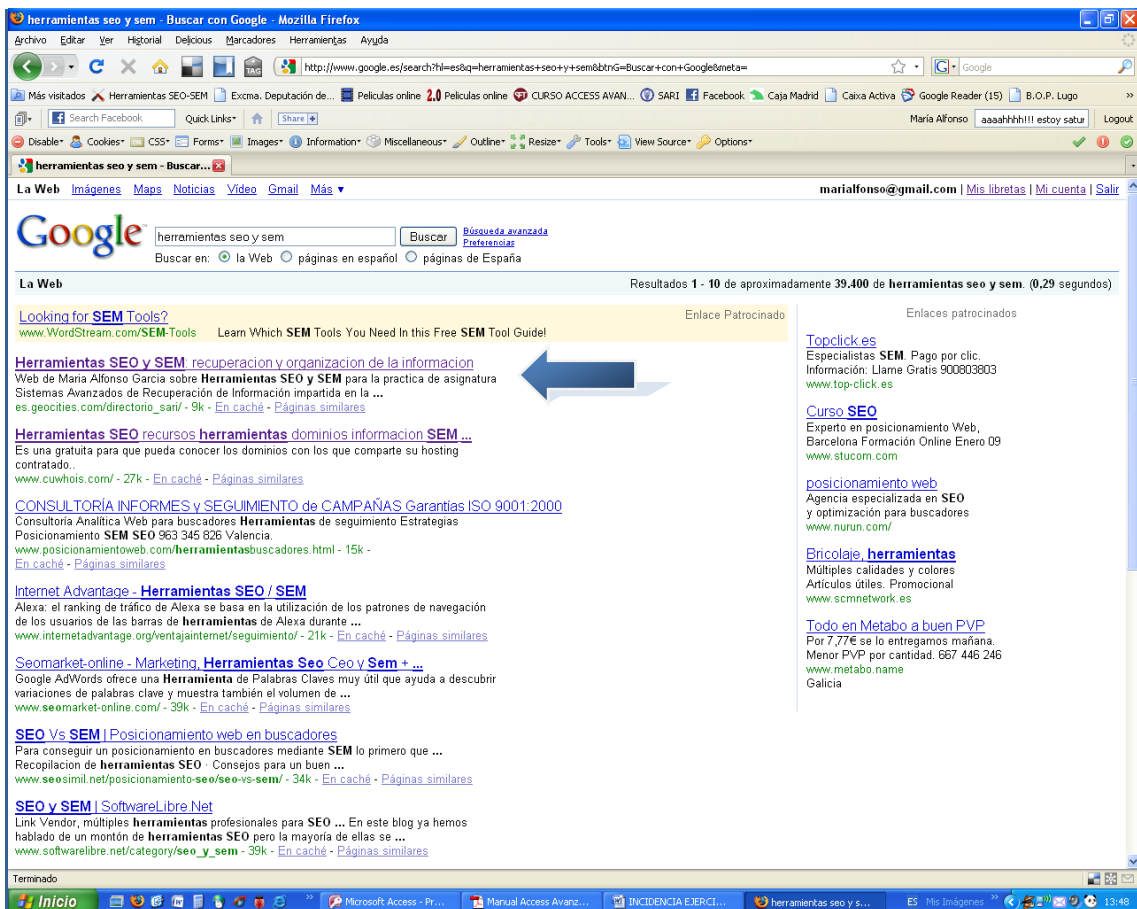 herramientas seo y sem - Buscar con Google - Mozilla Firefox
Archivo Editar Ver Historial Delicious Marcadores Herramientas Ayuda
TAG http://www.google.es/search?hl=es&q=herramientas+seo+y+sem&btnG=Buscar+con+Google&meta= G Google
Más visitados Herramientas SEO-SEM Excma. Deputación de... Peliculas online 2.0 Peliculas online CURSO ACCESS AVAN... SARI Facebook Caja Madrid Caixa Activa Google Reader (15) B.O.P. Lugo »
Search Facebook Quick Links Share María Alfonso aaaahhhh!!! estoy satur Logout
Disable Cookies CSS Forms Images Information Miscellaneous Outline Resize Tools View Source Options
herramientas seo y sem - Buscar...
La Web Imágenes Maps Noticias Vídeo Gmail Más ▼ marialfonso@gmail.com | Mis libretas | Mi cuenta | Salir
Google herramientas seo y sem Buscar Búsqueda avanzada
Preferencias
Buscar en: la Web páginas en español páginas de España
La Web Resultados 1 - 10 de aproximadamente 39.400 de herramientas seo y sem. (0,29 segundos)
Looking for SEM Tools? Enlace Patrocinado
www.WordStream.com/SEM-Tools Learn Which SEM Tools You Need In this Free SEM Tool Guide!
Herramientas SEO y SEM: recuperacion y organizacion de la informacion
Web de Maria Alfonso Garcia sobre Herramientas SEO y SEM para la practica de asignatura
Sistemas Avanzados de Recuperación de Información impartida en la ...
es.geocities.com/directorio_sari/ - 9k - En caché - Páginas similares
Herramientas SEO recursos herramientas dominios informacion SEM ...
Es una gratuita para que pueda conocer los dominios con los que comparte su hosting
contratado..
www.cuwhois.com/ - 27k - En caché - Páginas similares
CONSULTORÍA INFORMES y SEGUIMIENTO de CAMPAÑAS Garantías ISO 9001:2000
Consultoría Analítica Web para buscadores Herramientas de seguimiento Estrategias
Posicionamiento SEM SEO 963 345 826 Valencia.
www.posicionamientoweb.com/herramientasbuscadores.html - 15k -
En caché - Páginas similares
Internet Advantage - Herramientas SEO / SEM
Alexa: el ranking de tráfico de Alexa se basa en la utilización de los patrones de navegación
de los usuarios de las barras de herramientas de Alexa durante ...
www.internetadvantage.org/ventajainternet/seguimiento/ - 21k - En caché - Páginas similares
Seomarket-online - Marketing, Herramientas Seo Ceo y Sem + ...
Google AdWords ofrece una Herramienta de Palabras Claves muy útil que ayuda a descubrir
variaciones de palabras clave y muestra también el volumen de ...
www.seomarket-online.com/ - 39k - En caché - Páginas similares
SEO Vs SEM | Posicionamiento web en buscadores
Para conseguir un posicionamiento en buscadores mediante SEM lo primero que ...
Recopilacion de herramientas SEO · Consejos para un buen ...
www.seosimil.net/posicionamiento-seo/seo-vs-sem/ - 34k - En caché - Páginas similares
SEO y SEM | SoftwareLibre.Net
Link Vendor, múltiples herramientas profesionales para SEO ... En este blog ya hemos
hablado de un montón de herramientas SEO pero la mayoría de ellas se ...
www.softwarelibre.net/category/seo_y_sem - 39k - En caché - Páginas similares
Enlaces patrocinados
Topclick.es
Especialistas SEM. Pago por clic.
Información: Llame Gratis 900803803
www.top-click.es
Curso SEO
Experto en posicionamiento Web,
Barcelona Formación Online Enero 09
www.stucom.com
posicionamiento web
Agencia especializada en SEO
y optimización para buscadores
www.nurun.com/
Bricolaje, herramientas
Múltiples calidades y colores
Artículos útiles. Promocional
www.scmnetwork.es
Todo en Metabo a buen PVP
Por 7,77€ se lo entregamos mañana.
Menor PVP por cantidad. 667 446 246
www.metabo.name
Galicia
Terminado
Inicio » Microsoft Access - Pr... Manual Access Avanz... INCIDENCIA EJERCI... herramientas seo y s... ES Mis Imágenes » 13:48